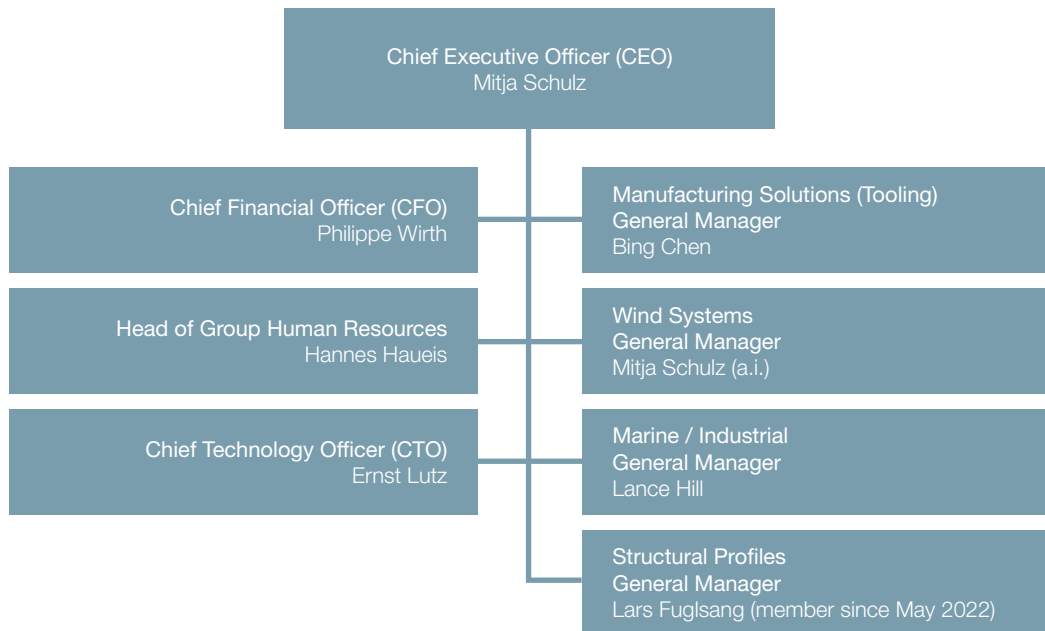 Chief Executive Officer (CEO)
Mitja Schulz
Chief Financial Officer (CFO)
Philippe Wirth
Manufacturing Solutions (Tooling)
General Manager
Bing Chen
Head of Group Human Resources
Hannes Haueis
Wind Systems
General Manager
Mitja Schulz (a.i.)
Chief Technology Officer (CTO)
Ernst Lutz
Marine / Industrial
General Manager
Lance Hill
Structural Profiles
General Manager
Lars Fuglsang (member since May 2022)